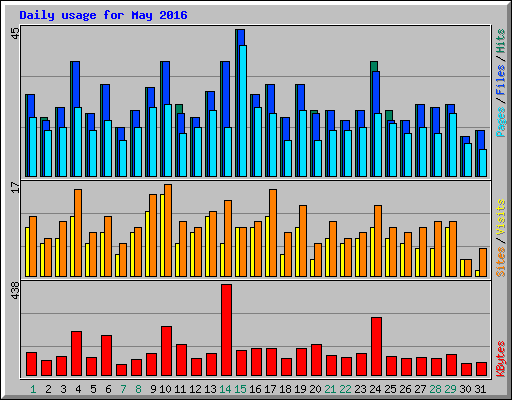 Daily usage for May 2016
45
Pages/Files/Hits
17
Sites/Visits
438
KBytes
1 2 3 4 5 6 7 8 9 10 11 12 13 14 15 16 17 18 19 20 21 22 23 24 25 26 27 28 29 30 31